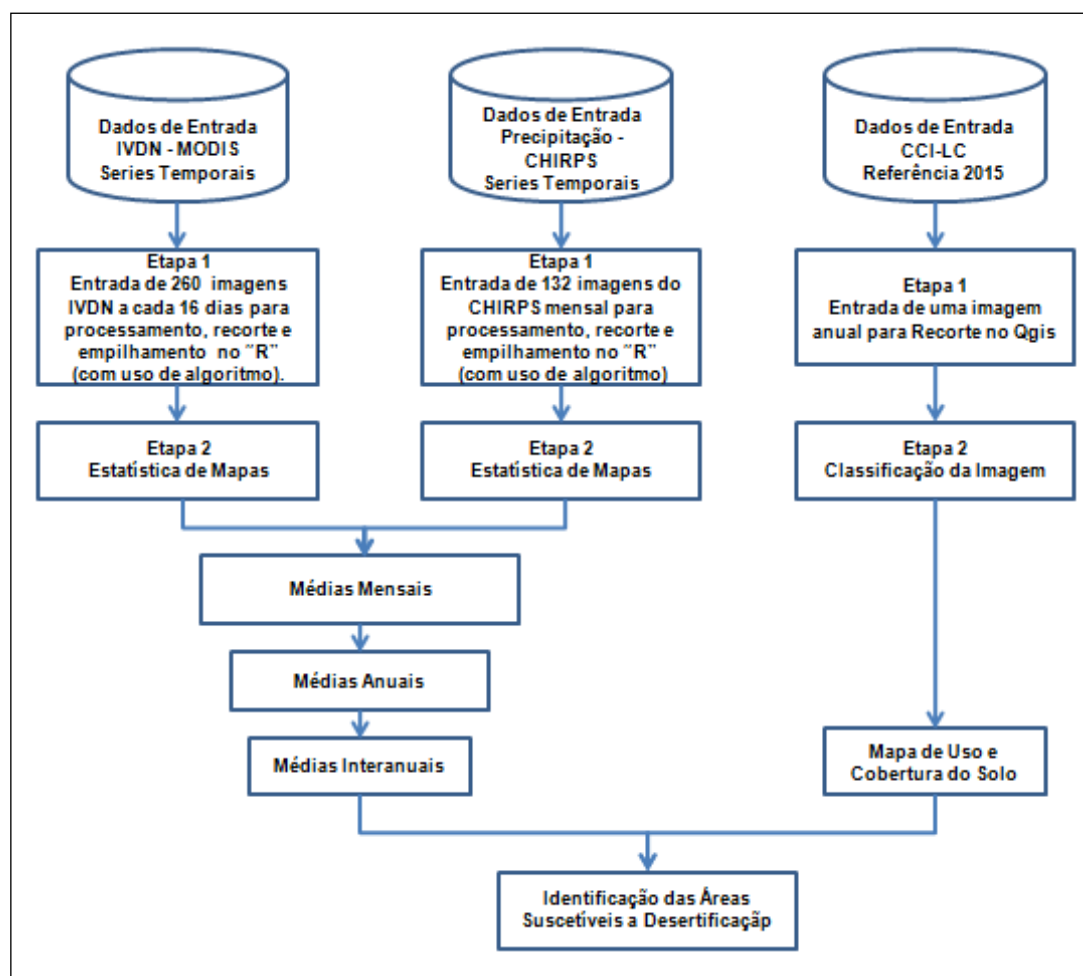 Dados de Entrada
IVDN - MODIS
Series Temporais
Dados de Entrada
Precipitação -
CHIRPS
Series Temporais
Dados de Entrada
CCI-LC
Referência 2015
Etapa 1
Entrada de 260 imagens
IVDN a cada 16 dias para
processamento, recorte e
empilhamento no ″R”
(com uso de algoritmo).
Etapa 1
Entrada de 132 imagens do
CHIRPS mensal para
processamento, recorte e
empilhamento no ″R”
(com uso de algoritmo)
Etapa 1
Entrada de uma imagem
anual para Recorte no Qgis
Etapa 2
Estatística de Mapas
Etapa 2
Estatística de Mapas
Etapa 2
Classificação da Imagem
Médias Mensais
Médias Anuais
Médias Interanuais
Mapa de Uso e
Cobertura do Solo
Identificação das Áreas
Suscetíveis a Desertificaçãp